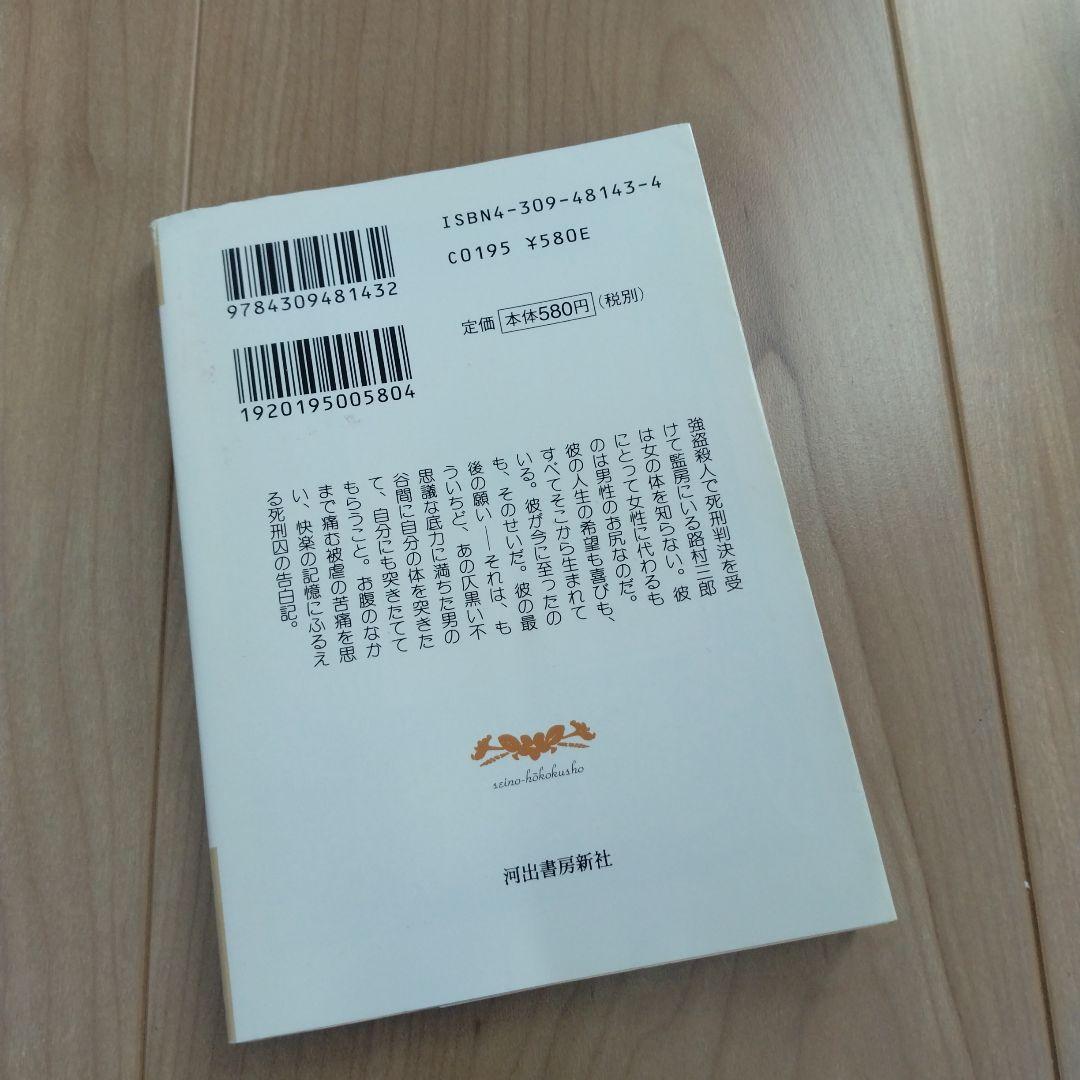 ISBN4-309-48143-4
C0195 ¥580E
9784309481432
定価 本体580円(税別)
1920195005804
強盗殺人で死刑判決を受
けて監房にいる路村三郎
は女の体を知らない。彼
にとって女性に代わるも
のは男性のお尻なのだ。
彼の人生の希望も喜びも、
すべてそこから生まれて
いる。彼が今に至ったの
も、そのせいだ。彼の最
後の願い――それは、も
ういちど、あの仄黒い不
思議な底力に満ちた男の
谷間に自分の体を突きた
て、自分にも突きたてて
もらうこと。お腹のなか
まで痛む被虐の苦痛を思
い、快楽の記憶にふるえ
る死刑囚の告白記。
seino-hōkokusho
河出書房新社